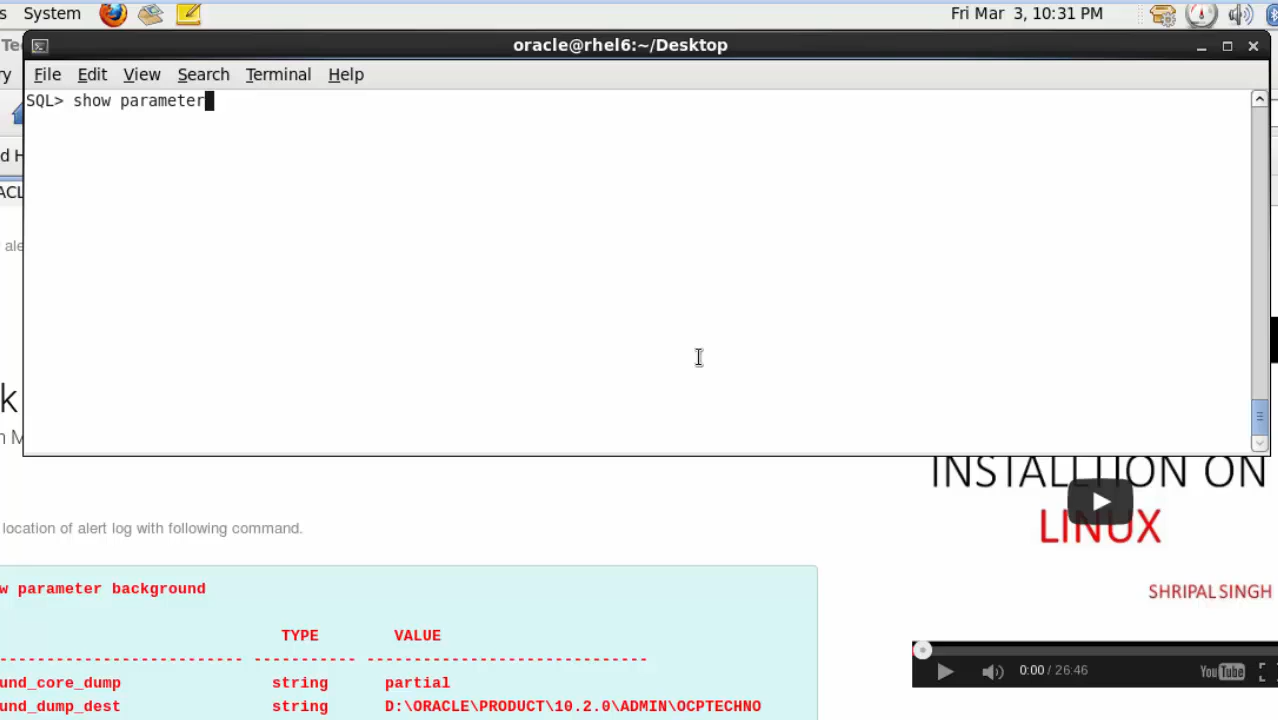 System Fri Mar 3, 10:31 PM
oracle@rhel6:~/Desktop
File Edit View Search Terminal Help
SQL> show parameter
ale
k
location of alert log with following command.
w parameter background
TYPE VALUE
------------------------- ----------- ------------------------------
und_core_dump string partial
und_dump_dest string D:\ORACLE\PRODUCT\10.2.0\ADMIN\OCPTECHNO
INSTALLTION ON
LINUX
SHRIPAL SINGH
0:00 / 26:46 YouTube